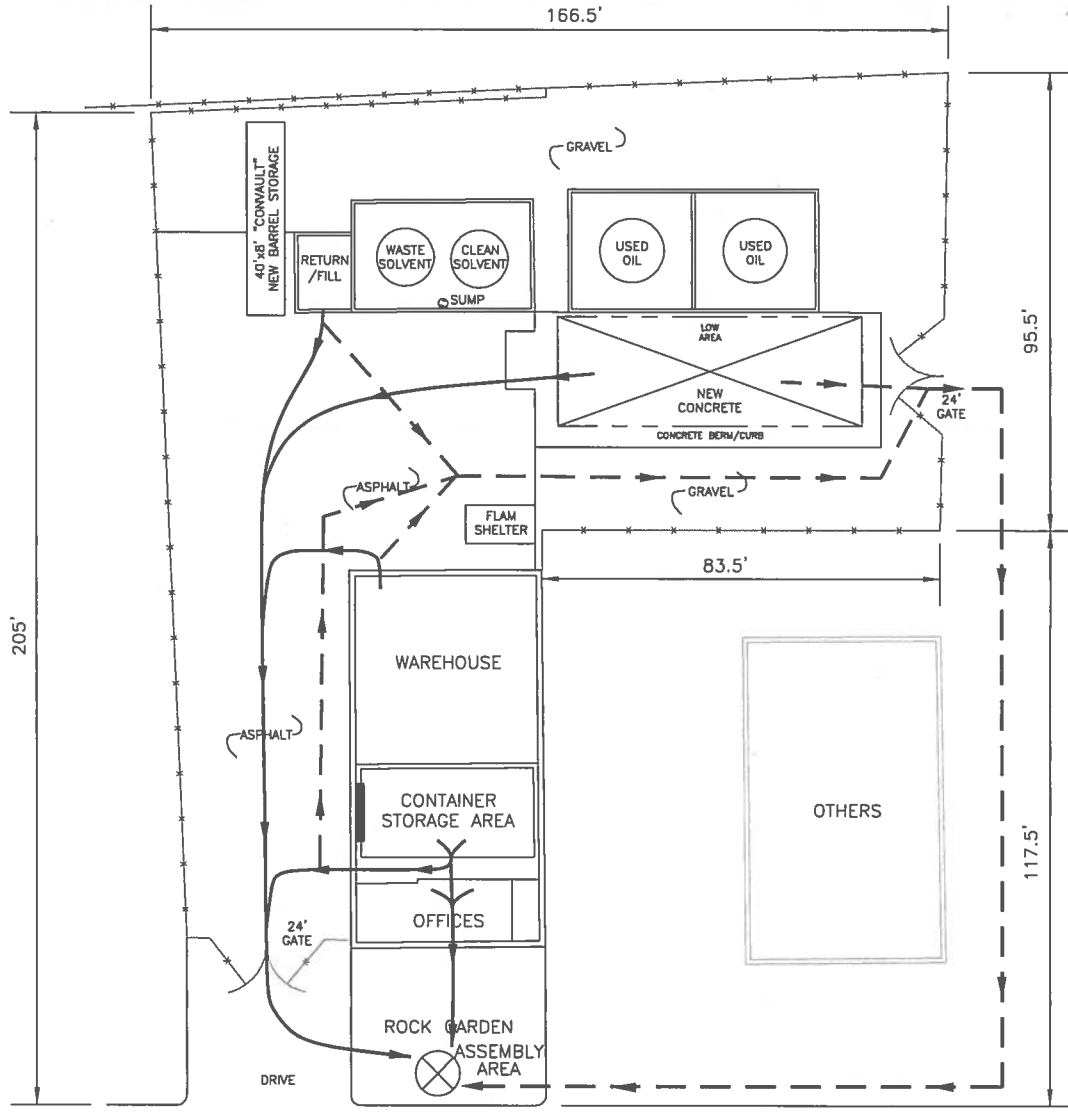 166.5'
GRAVEL
40'x8' "CONVAULT"
NEW BARREL STORAGE
RETURN
/FILL
WASTE
SOLVENT
CLEAN
SOLVENT
SUMP
USED
OIL
USED
OIL
LOW
AREA
NEW
CONCRETE
CONCRETE BERM/CURB
24'
GATE
95.5'
ASPHALT
GRAVEL
FLAM
SHELTER
83.5'
205'
WAREHOUSE
ASPHALT
CONTAINER
STORAGE AREA
OTHERS
117.5'
OFFICES
24'
GATE
ROCK GARDEN
ASSEMBLY
AREA
DRIVE